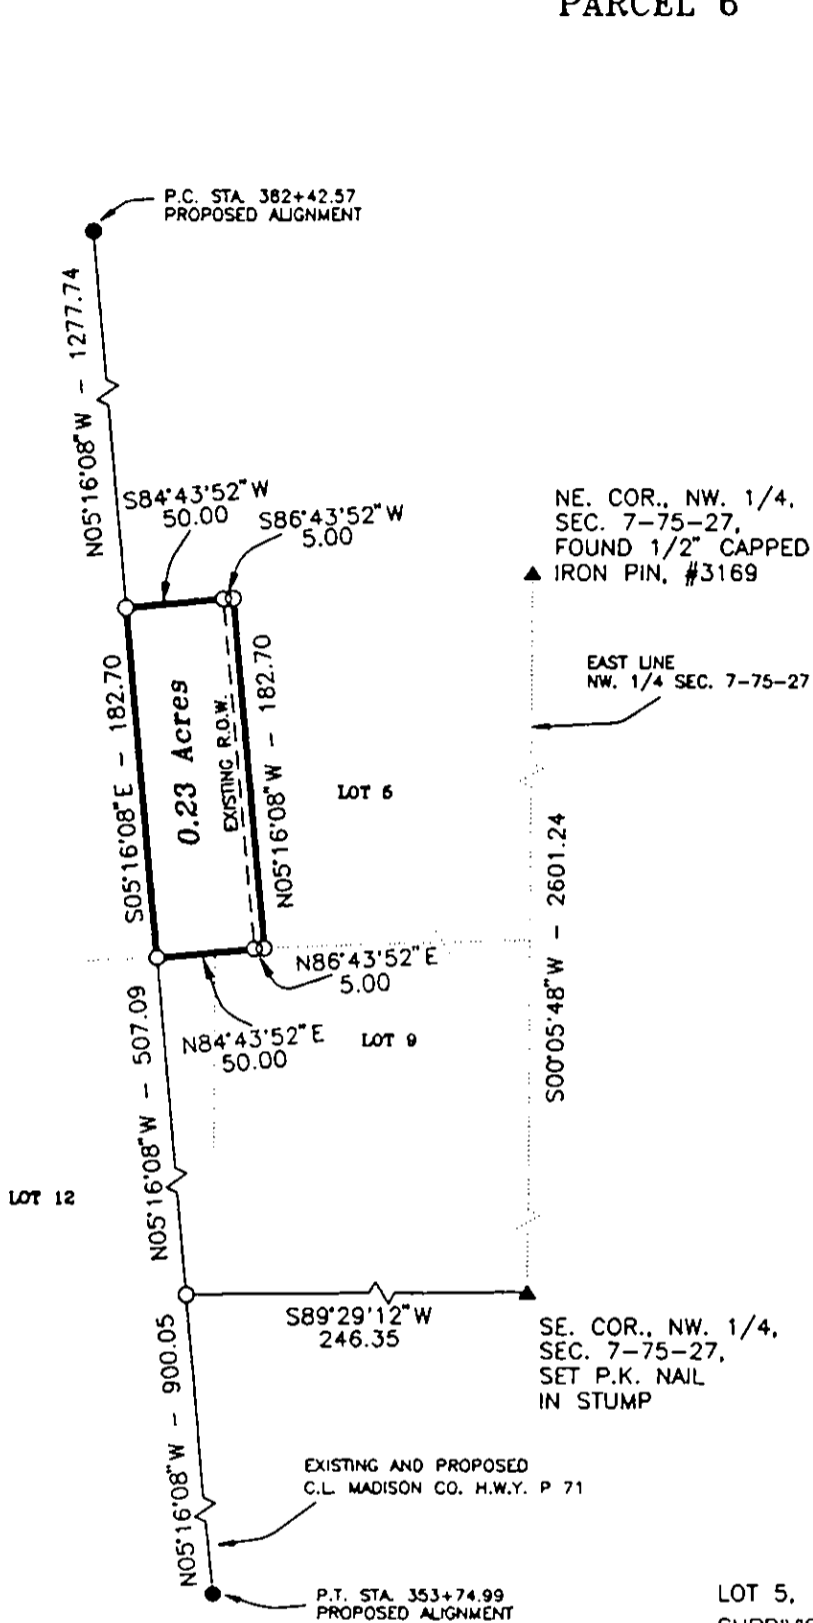 PARCEL 6
P.C. STA. 382+42.57
PROPOSED ALIGNMENT
N05°16'08"W - 1277.74
S84°43'52"W
50.00
S86°43'52"W
5.00
NE. COR., NW. 1/4,
SEC. 7-75-27,
FOUND 1/2" CAPPED
IRON PIN, #3169
EAST LINE
NW. 1/4 SEC. 7-75-27
S05°16'08"E - 182.70
0.23 Acres
EXISTING R.O.W.
N05°16'08"W - 182.70
LOT 5
S00°05'48"W - 2601.24
N86°43'52"E
5.00
N84°43'52"E
50.00
LOT 9
N05°16'08"W - 507.09
LOT 12
S89°29'12"W
246.35
SE. COR., NW. 1/4,
SEC. 7-75-27,
SET P.K. NAIL
IN STUMP
N05°16'08"W - 900.05
EXISTING AND PROPOSED
C.L. MADISON CO. H.W.Y. P 71
P.T. STA. 353+74.99
PROPOSED ALIGNMENT
LOT 5,